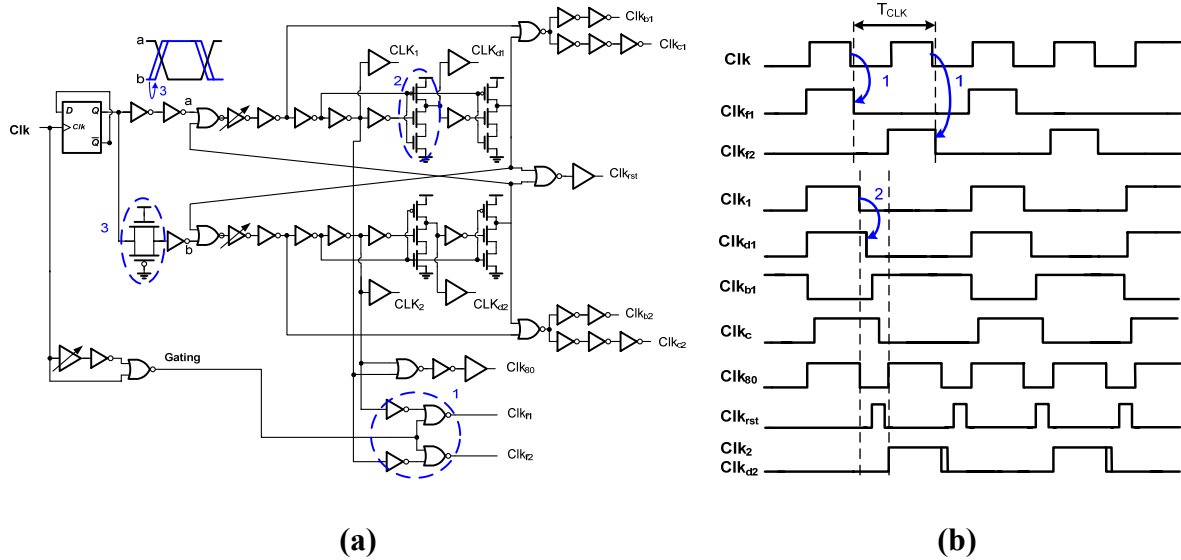 a
b
3
D Q
Clk
Q
Clk
a
3
b
CLK1
CLKd1
2
Clkb1
Clkc1
Clkrst
CLK2
CLKd2
Clkb2
Clkc2
Gating
Clk80
1
Clkf1
Clkf2
(a)
TCLK
Clk
1
1
Clkf1
Clkf2
Clk1
2
Clkd1
Clkb1
Clkc
Clk80
Clkrst
Clk2
Clkd2
(b)